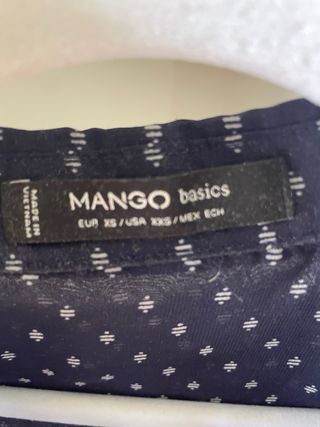 MANGO basics
EUR XS / USA XXS / MEX ECH
MADE IN
VIETNAM